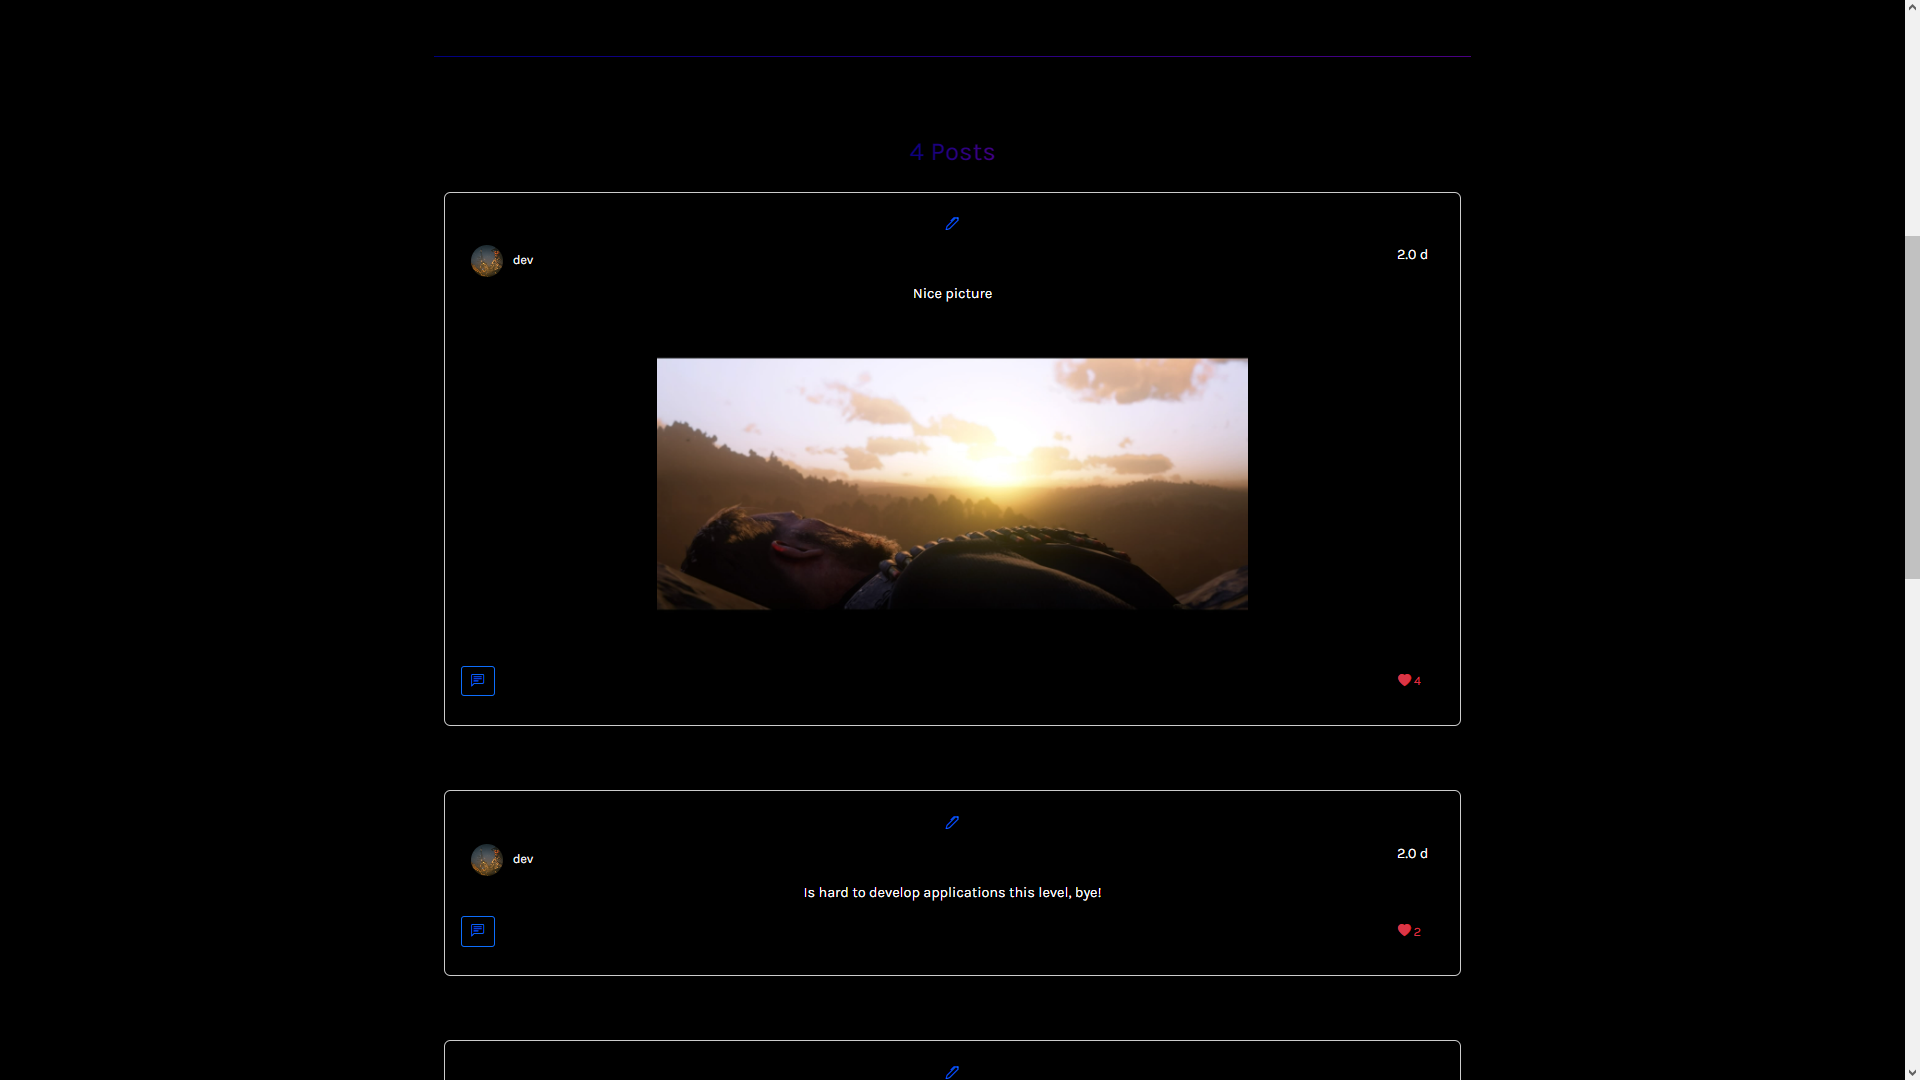 4 Posts
dev
2.0 d
Nice picture
4
dev
2.0 d
Is hard to develop applications this level, bye!
2